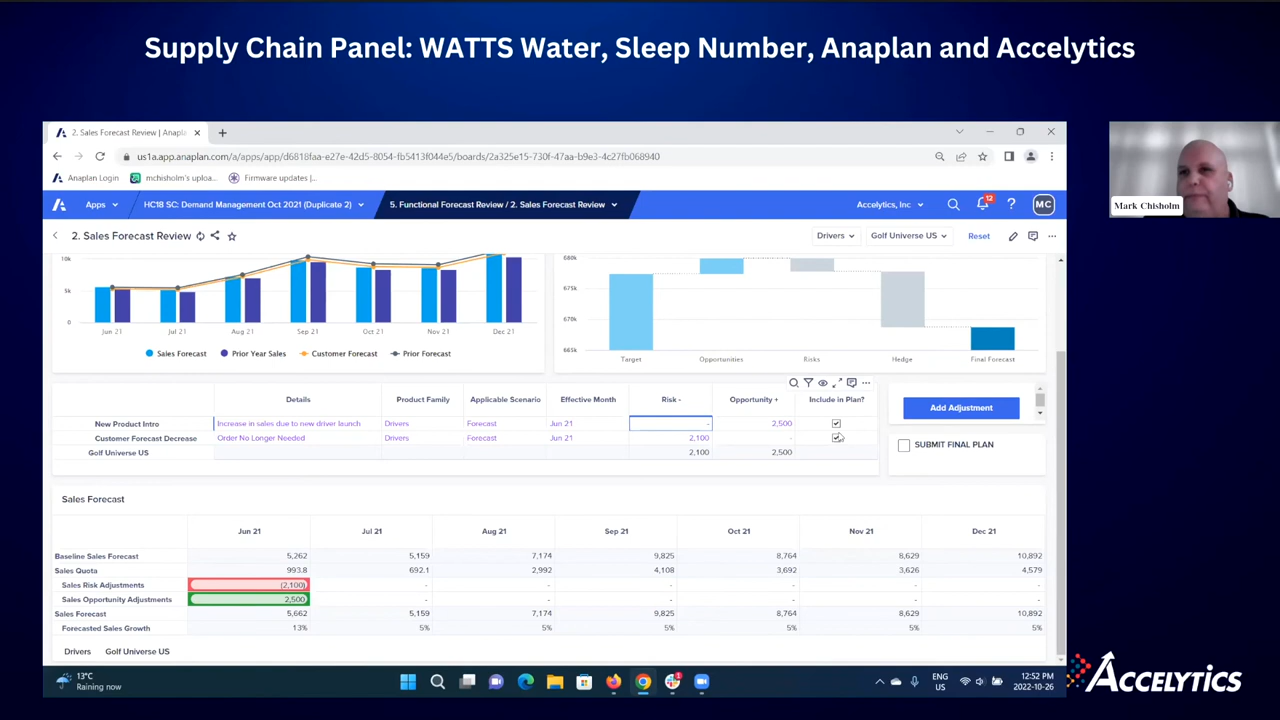 Supply Chain Panel: WATTS Water, Sleep Number, Anaplan and Accelytics
2. Sales Forecast Review | Anapla
us1a.app.anaplan.com/a/apps/app/d6818faa-e27e-42d5-8054-fb5413f044e5/boards/2a325e15-730f-47aa-b9e3-4c27fb068940
Anaplan Login mchisholm's uploa... Firmware updates |...
Apps HC18 SC: Demand Management Oct 2021 (Duplicate 2) 5. Functional Forecast Review / 2. Sales Forecast Review Accelytics, Inc 12 ? MC
Mark Chisholm
2. Sales Forecast Review Drivers Golf Universe US Reset
10k
5k
0
Jun 21 Jul 21 Aug 21 Sep 21 Oct 21 Nov 21 Dec 21
Sales Forecast Prior Year Sales Customer Forecast Prior Forecast
680k
675k
670k
665k
Target Opportunities Risks Hedge Final Forecast
Details Product Family Applicable Scenario Effective Month Risk - Opportunity + Include in Plan?
New Product Intro Increase in sales due to new driver launch Drivers Forecast Jun 21 - 2,500
Customer Forecast Decrease Order No Longer Needed Drivers Forecast Jun 21 2,100 -
Golf Universe US 2,100 2,500
Add Adjustment
SUBMIT FINAL PLAN
Sales Forecast
Jun 21 Jul 21 Aug 21 Sep 21 Oct 21 Nov 21 Dec 21
Baseline Sales Forecast 5,262 5,159 7,174 9,825 8,764 8,629 10,892
Sales Quota 993.8 692.1 2,992 4,108 3,692 3,626 4,579
Sales Risk Adjustments (2,100) - - - - - -
Sales Opportunity Adjustments 2,500 - - - - - -
Sales Forecast 5,662 5,159 7,174 9,825 8,764 8,629 10,892
Forecasted Sales Growth 13% 5% 5% 5% 5% 5% 5%
Drivers Golf Universe US
13°C
Raining now
ENG
US
12:52 PM
2022-10-26
ACCELYTICS